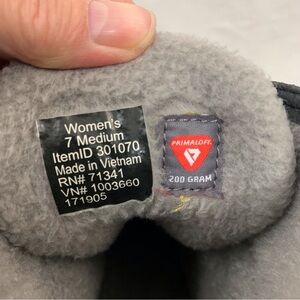 Women's
7 Medium
ItemID 301070
Made in Vietnam
RN# 71341
VN# 1003660
171905
PRIMALOFT
200 GRAM